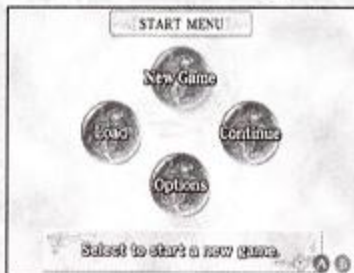 START MENU
New Game
Load
Continue
Options
Select to start a new game.
A B